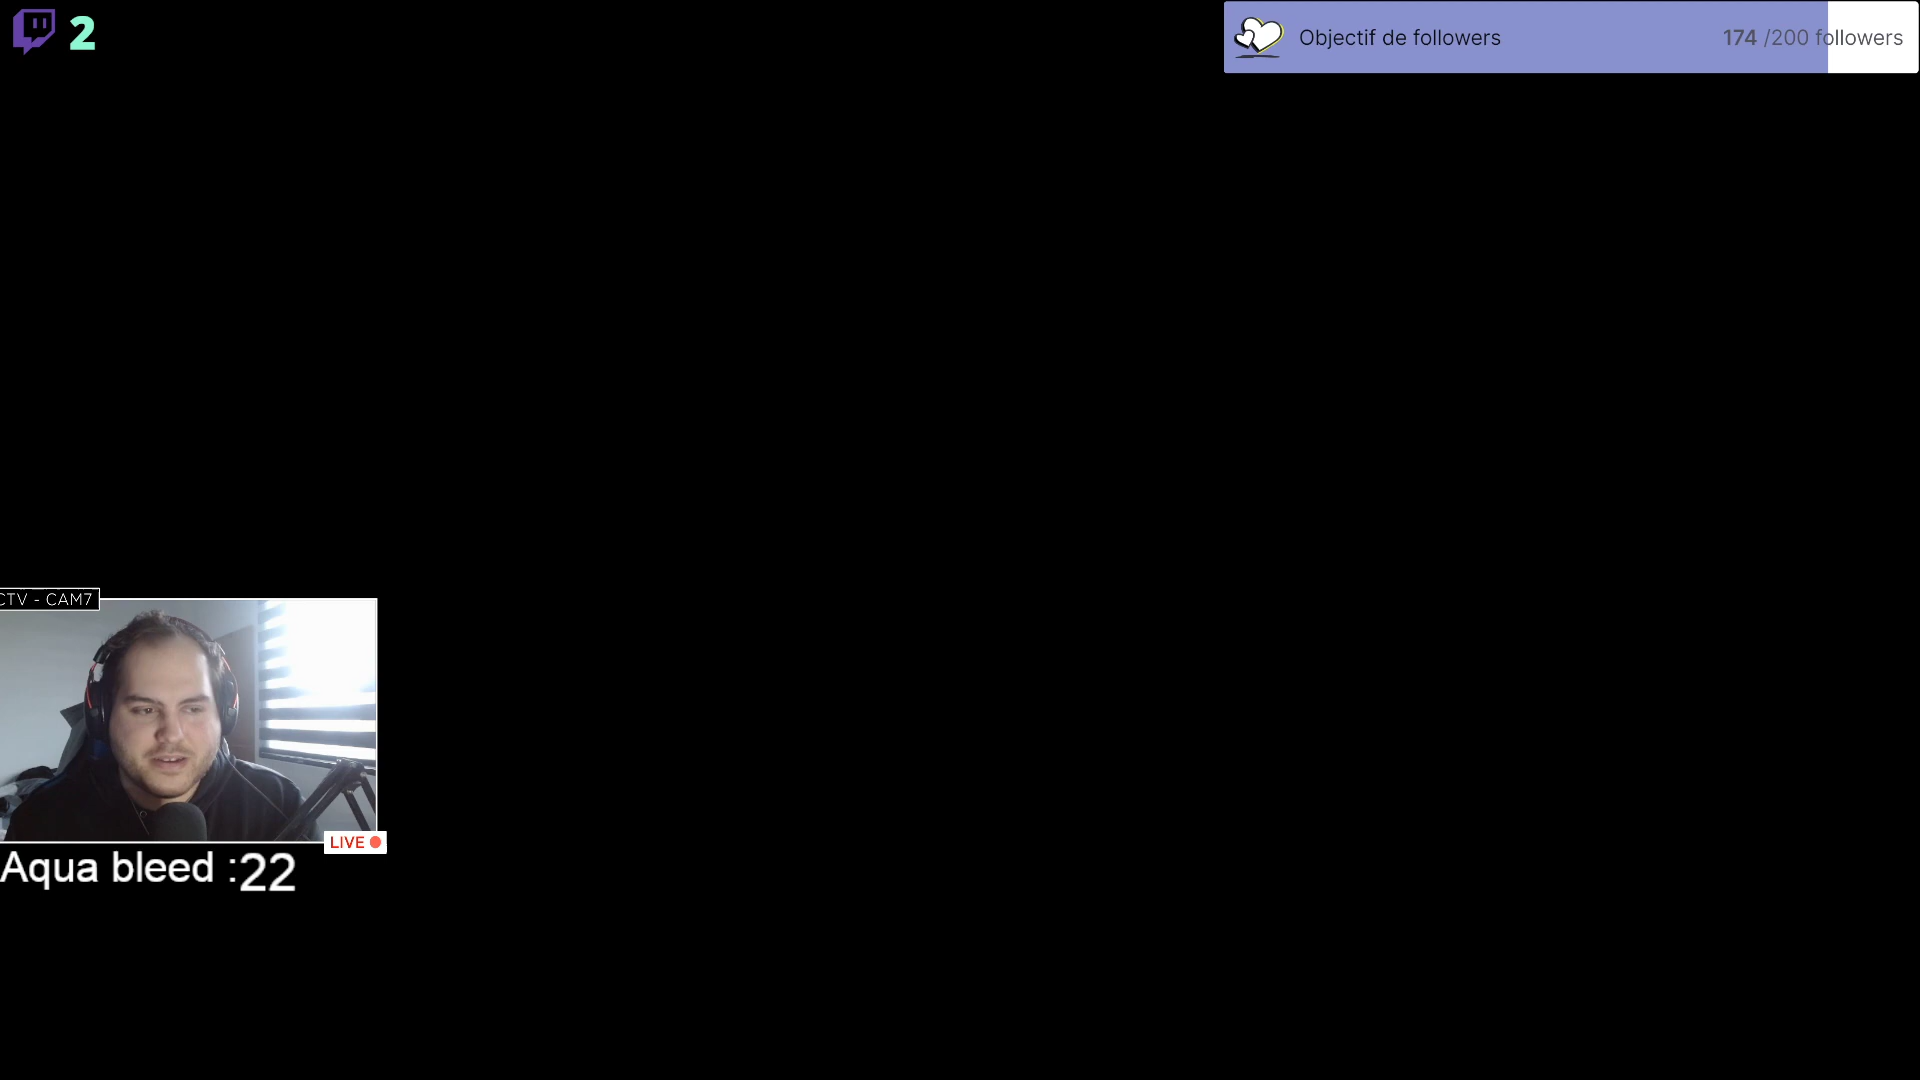 2
Objectif de followers
174 /200 followers
CTV - CAM7
LIVE
Aqua bleed :22